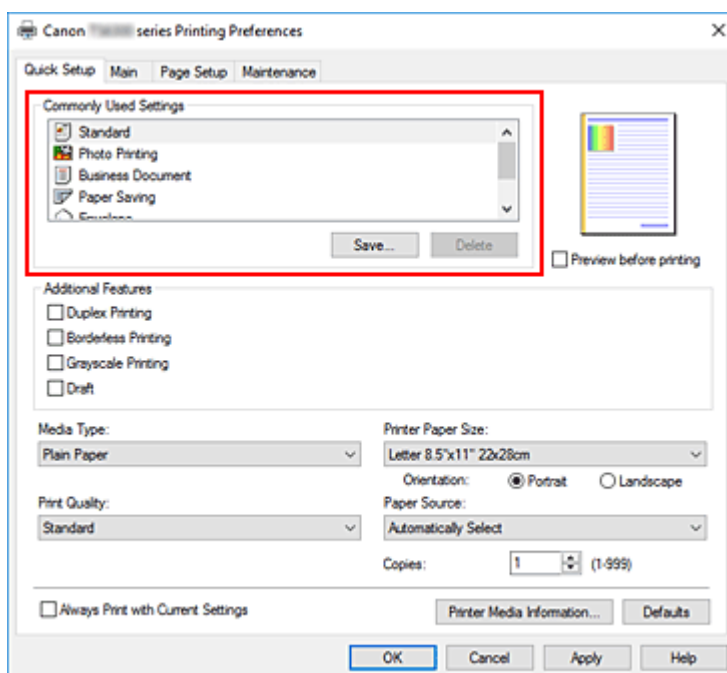 Canon series Printing Preferences
Quick Setup Main Page Setup Maintenance
Commonly Used Settings
Standard
Photo Printing
Business Document
Paper Saving
Envelope
Save... Delete
Preview before printing
Additional Features
Duplex Printing
Borderless Printing
Grayscale Printing
Draft
Media Type: Printer Paper Size:
Plain Paper Letter 8.5"x11" 22x28cm
Orientation: Portrait Landscape
Print Quality: Paper Source:
Standard Automatically Select
Copies: 1 (1-999)
Always Print with Current Settings Printer Media Information... Defaults
OK Cancel Apply Help